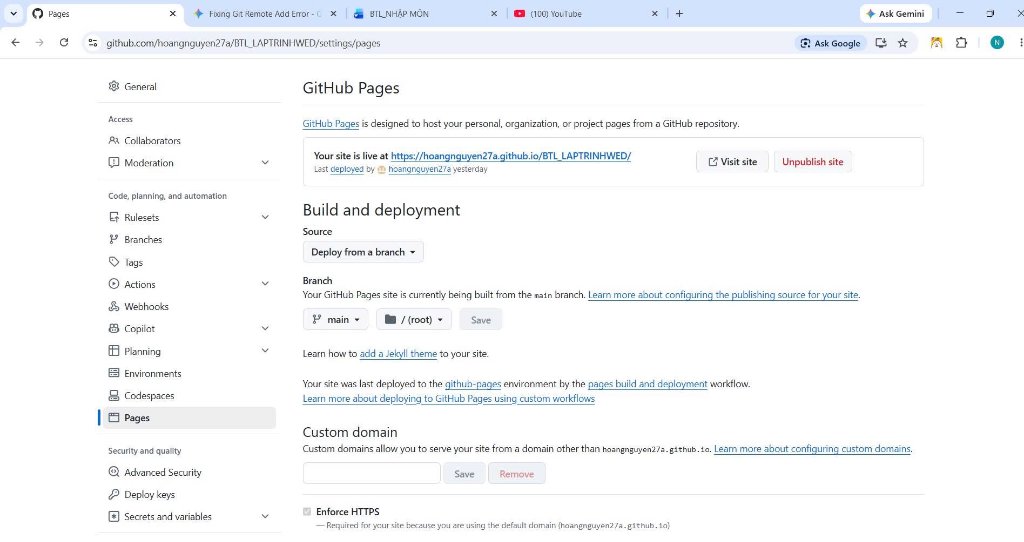 Pages
Fixing Git Remote Add Error - G
BTL_NHẬP MÔN
(100) YouTube
Ask Gemini
github.com/hoangnguyen27a/BTL_LAPTRINHWED/settings/pages
Ask Google
N
General
Access
Collaborators
Moderation
Code, planning, and automation
Rulesets
Branches
Tags
Actions
Webhooks
Copilot
Planning
Environments
Codespaces
Pages
Security and quality
Advanced Security
Deploy keys
Secrets and variables
GitHub Pages
GitHub Pages is designed to host your personal, organization, or project pages from a GitHub repository.
Your site is live at https://hoangnguyen27a.github.io/BTL_LAPTRINHWED/
Last deployed by hoangnguyen27a yesterday
Visit site
Unpublish site
Build and deployment
Source
Deploy from a branch
Branch
Your GitHub Pages site is currently being built from the main branch. Learn more about configuring the publishing source for your site.
main
/ (root)
Save
Learn how to add a Jekyll theme to your site.
Your site was last deployed to the github-pages environment by the pages build and deployment workflow.
Learn more about deploying to GitHub Pages using custom workflows
Custom domain
Custom domains allow you to serve your site from a domain other than hoangnguyen27a.github.io. Learn more about configuring custom domains.
Save
Remove
Enforce HTTPS
— Required for your site because you are using the default domain (hoangnguyen27a.github.io)